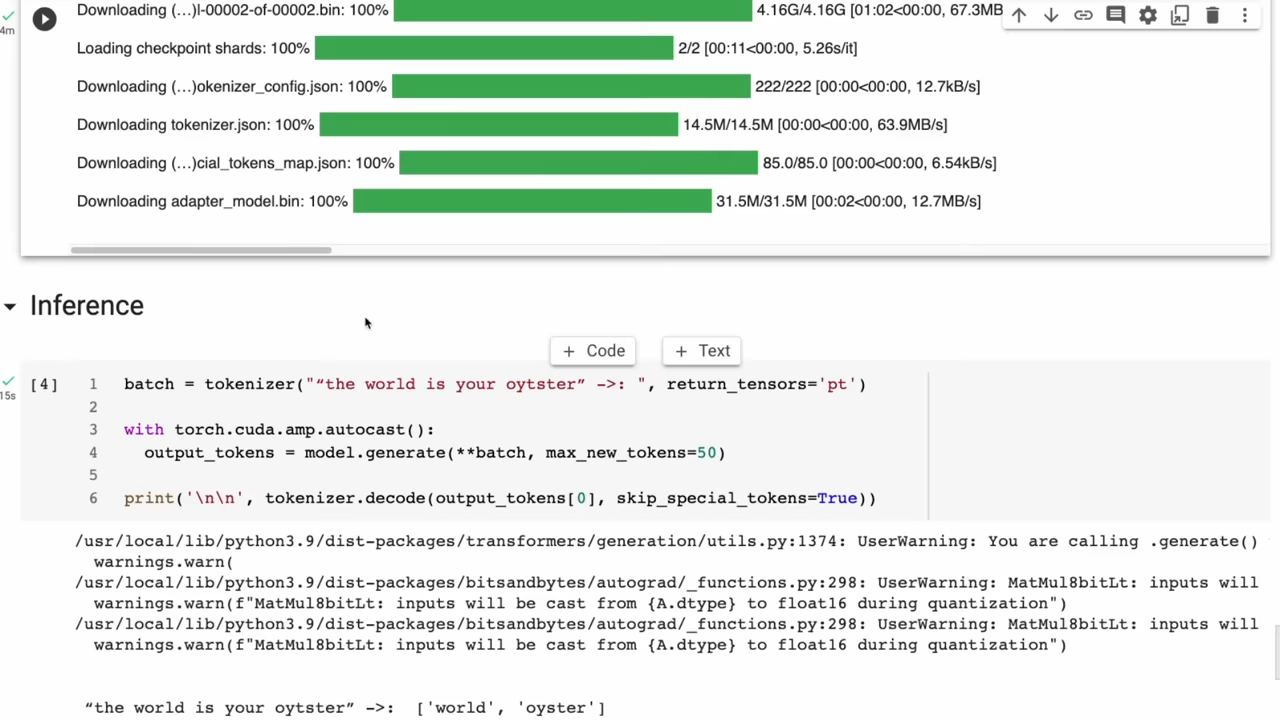 Downloading (…)l-00002-of-00002.bin: 100% 4.16G/4.16G [01:02<00:00, 67.3MB
4m
Loading checkpoint shards: 100% 2/2 [00:11<00:00, 5.26s/it]
Downloading (…)okenizer_config.json: 100% 222/222 [00:00<00:00, 12.7kB/s]
Downloading tokenizer.json: 100% 14.5M/14.5M [00:00<00:00, 63.9MB/s]
Downloading (…)cial_tokens_map.json: 100% 85.0/85.0 [00:00<00:00, 6.54kB/s]
Downloading adapter_model.bin: 100% 31.5M/31.5M [00:02<00:00, 12.7MB/s]
Inference
+ Code + Text
[4] 1 batch = tokenizer("“the world is your oytster” ->: ", return_tensors='pt')
15s
2
3 with torch.cuda.amp.autocast():
4 output_tokens = model.generate(**batch, max_new_tokens=50)
5
6 print('\n\n', tokenizer.decode(output_tokens[0], skip_special_tokens=True))
/usr/local/lib/python3.9/dist-packages/transformers/generation/utils.py:1374: UserWarning: You are calling .generate()
warnings.warn(
/usr/local/lib/python3.9/dist-packages/bitsandbytes/autograd/_functions.py:298: UserWarning: MatMul8bitLt: inputs will
warnings.warn(f"MatMul8bitLt: inputs will be cast from {A.dtype} to float16 during quantization")
/usr/local/lib/python3.9/dist-packages/bitsandbytes/autograd/_functions.py:298: UserWarning: MatMul8bitLt: inputs will
warnings.warn(f"MatMul8bitLt: inputs will be cast from {A.dtype} to float16 during quantization")
“the world is your oytster” ->: ['world', 'oyster']